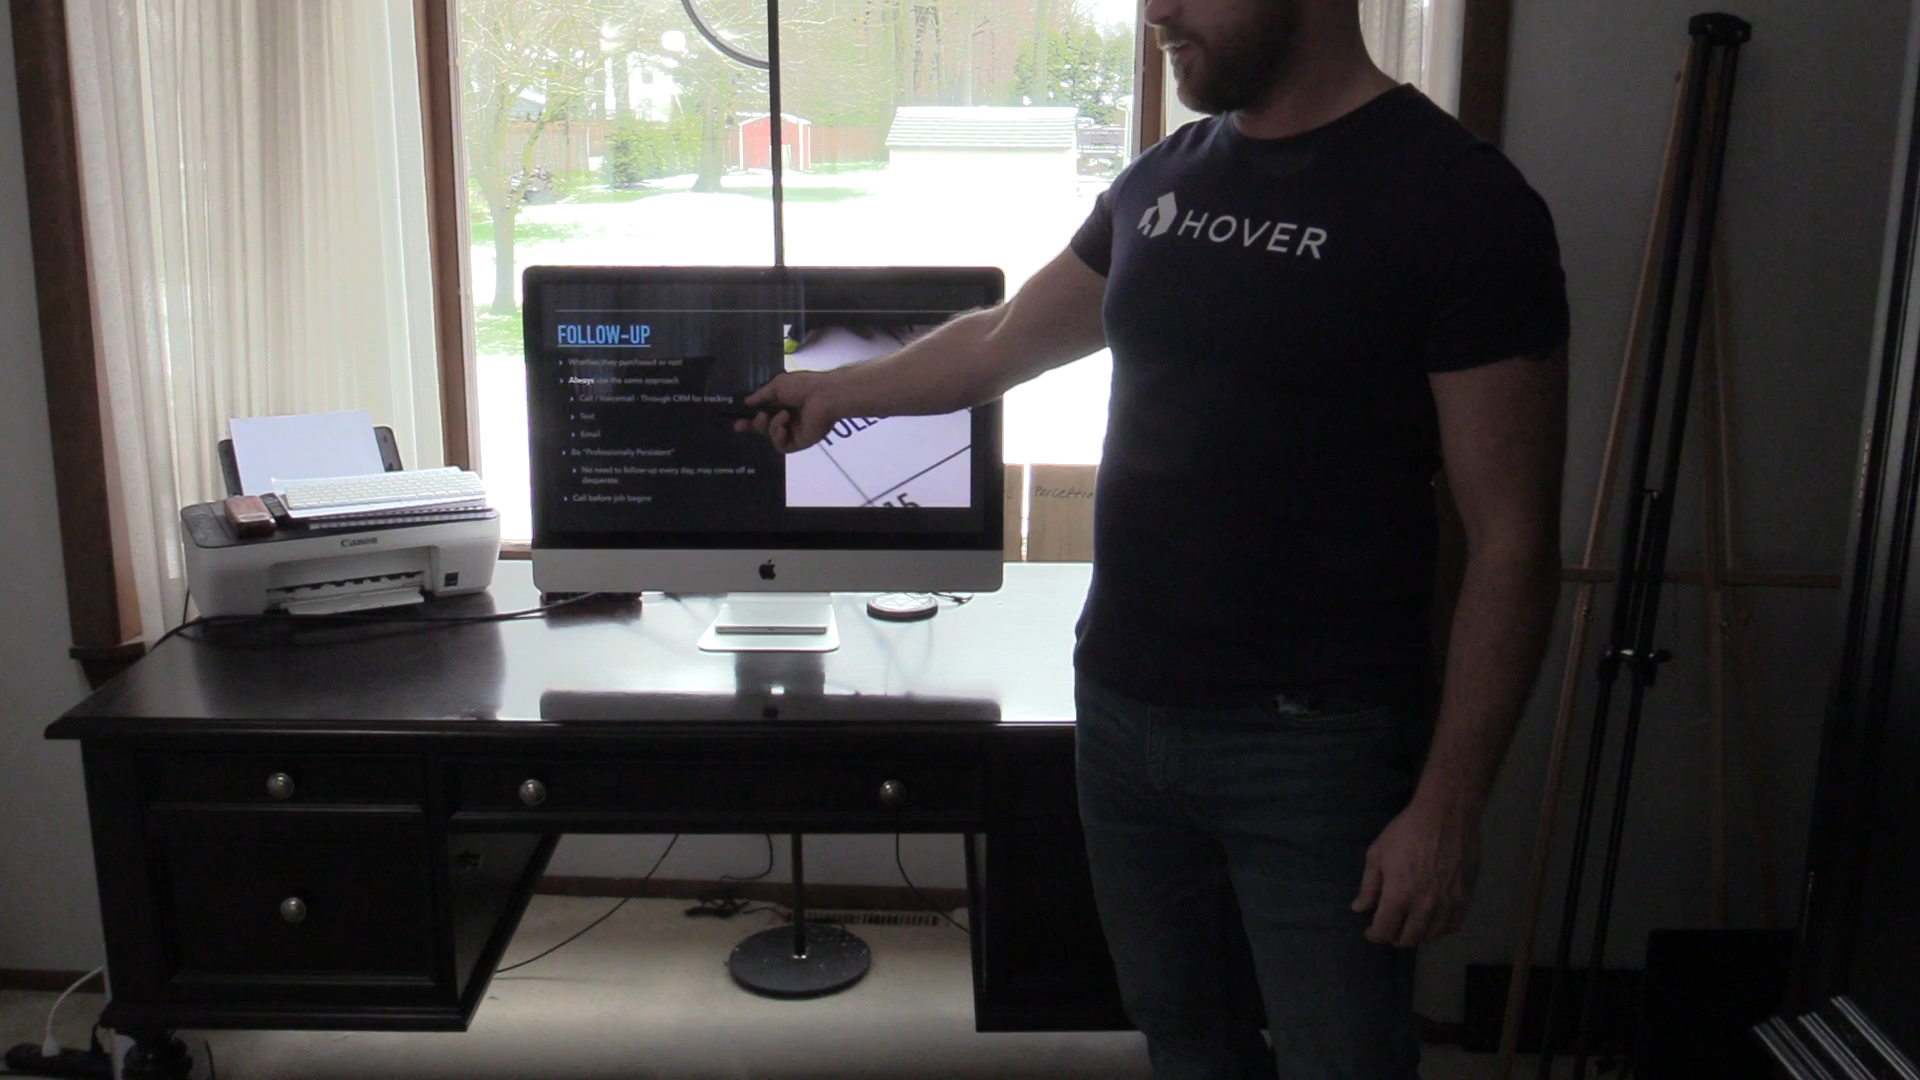 HOVER
FOLLOW-UP
Whether they purchased or not!
Always use the same approach
Call / Voicemail - Through CRM for tracking
Text
Email
Be "Professionally Persistent"
No need to follow-up every day, may come off as
desperate.
Call before job begins
15
Perceptio
Canon